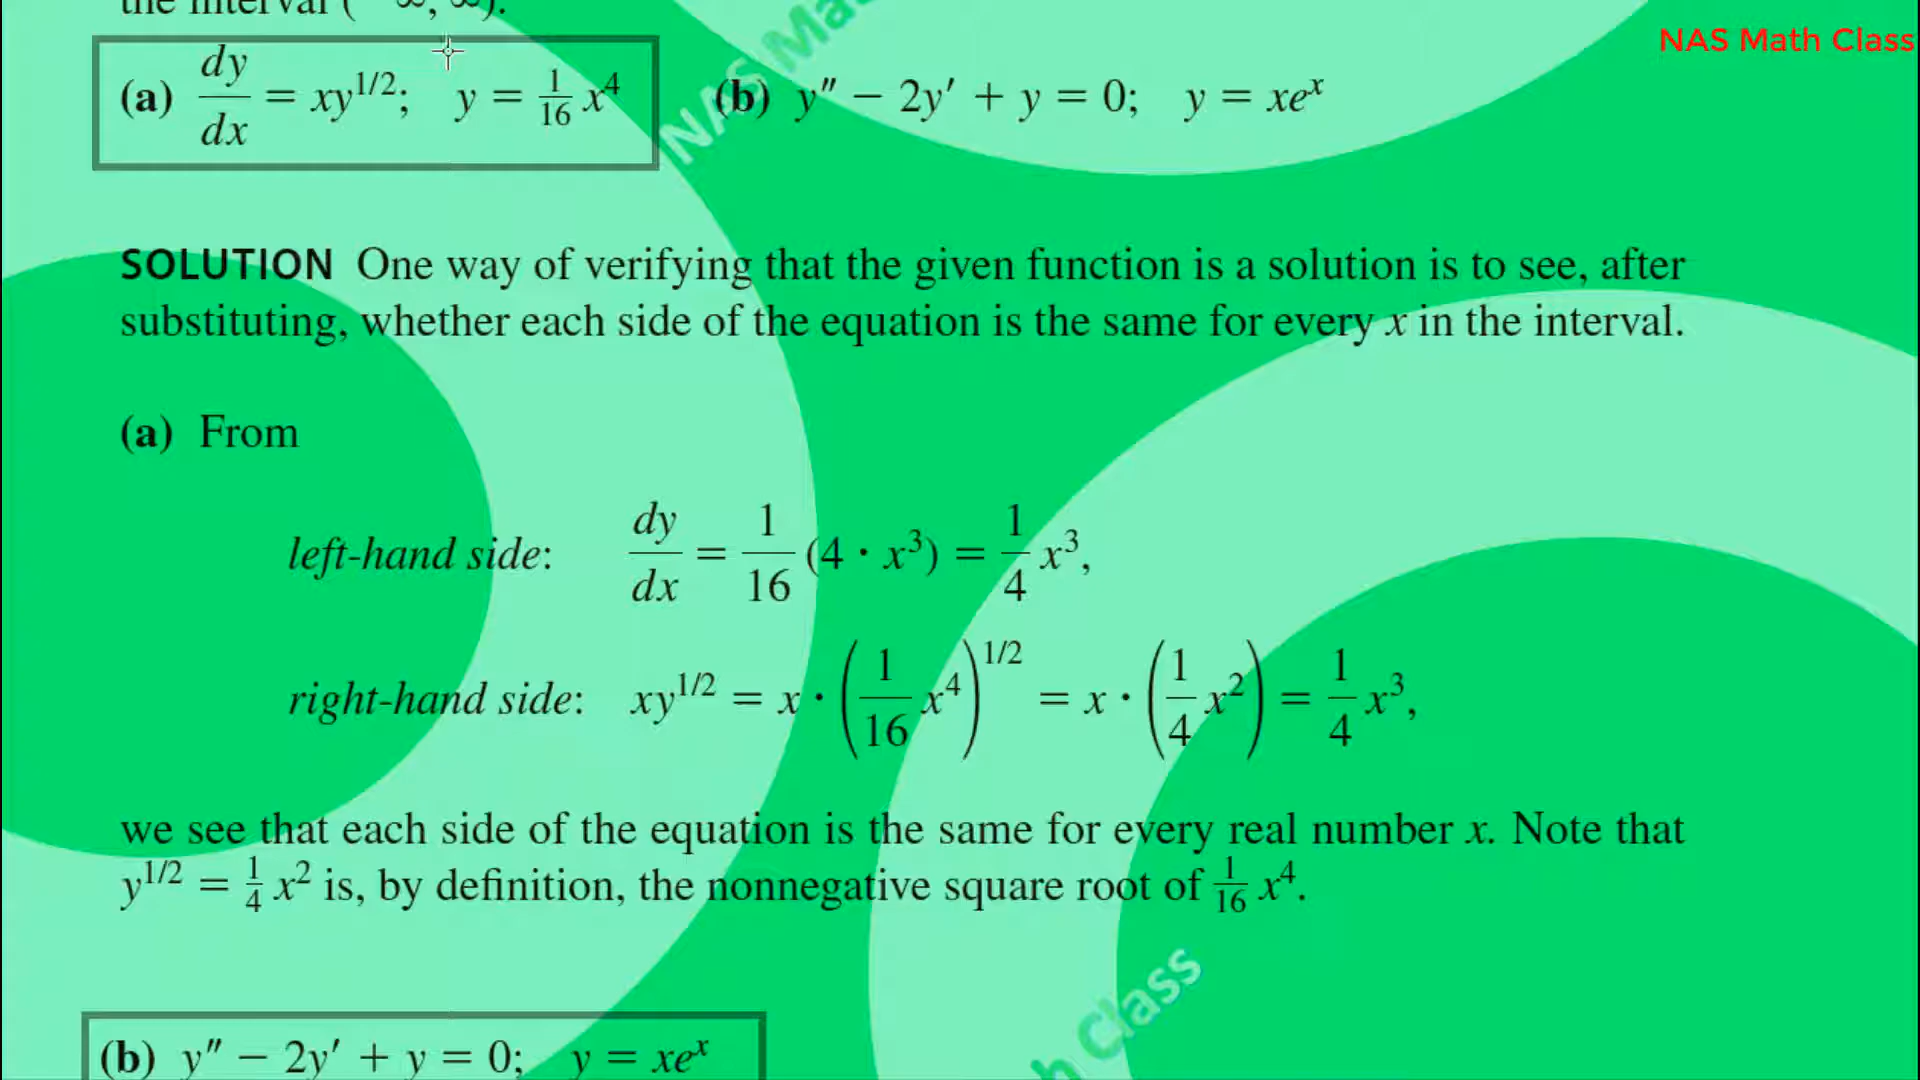 the interval (−∞, ∞).
NAS Math Class
(a) dy/dx = xy^{1/2}; y = 1/16 x^4 (b) y″ − 2y′ + y = 0; y = xe^x
NAS Ma
SOLUTION One way of verifying that the given function is a solution is to see, after
substituting, whether each side of the equation is the same for every x in the interval.
(a) From
left-hand side: dy/dx = 1/16 (4 · x^3) = 1/4 x^3,
right-hand side: xy^{1/2} = x · (1/16 x^4)^{1/2} = x · (1/4 x^2) = 1/4 x^3,
we see that each side of the equation is the same for every real number x. Note that
y^{1/2} = 1/4 x^2 is, by definition, the nonnegative square root of 1/16 x^4.
h Class
(b) y″ − 2y′ + y = 0; y = xe^x